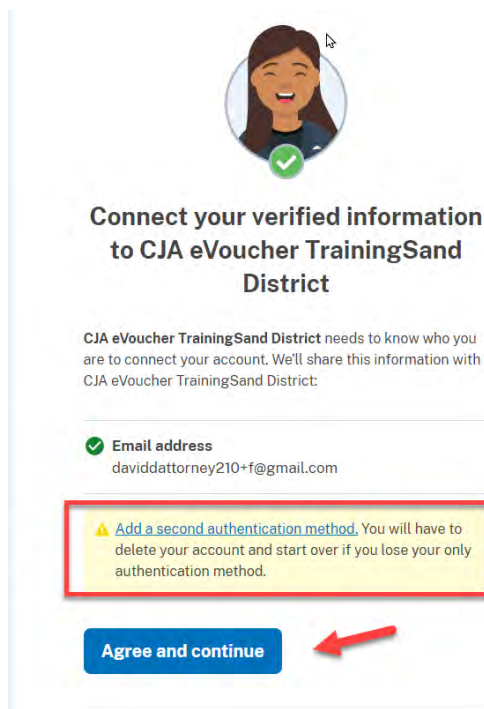 Connect your verified information
to CJA eVoucher TrainingSand
District
CJA eVoucher TrainingSand District needs to know who you
are to connect your account. We'll share this information with
CJA eVoucher TrainingSand District:
Email address
daviddattorney210+f@gmail.com
Add a second authentication method. You will have to
delete your account and start over if you lose your only
authentication method.
Agree and continue